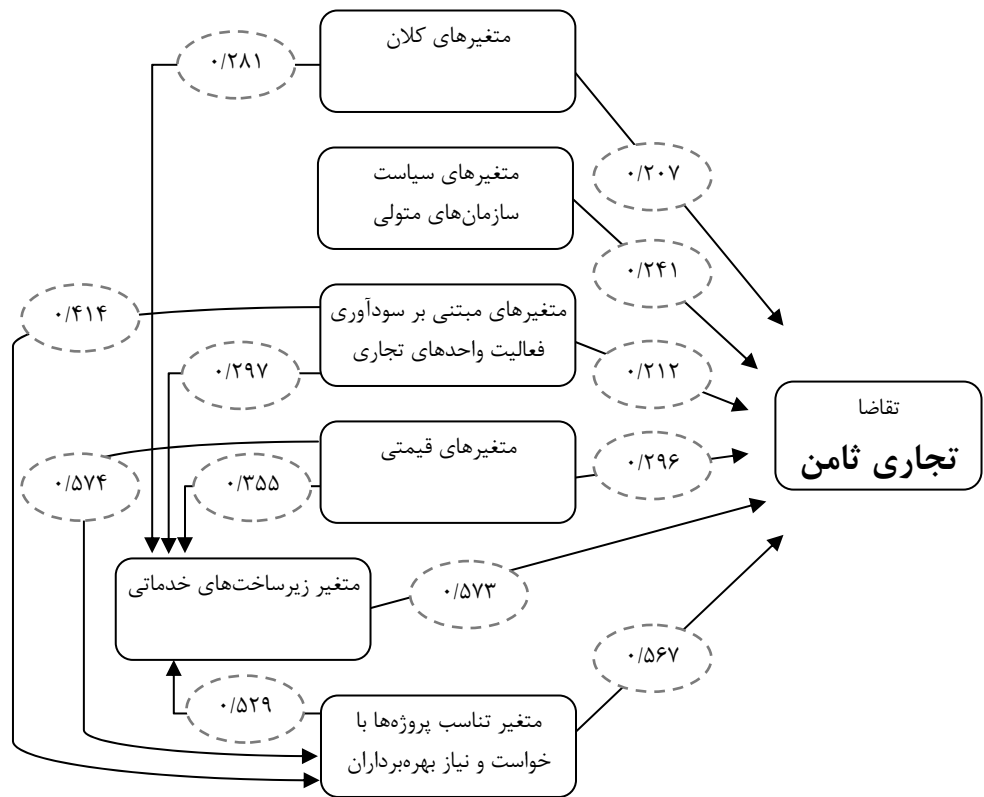 متغیرهای کلان
۰/۲۸۱
۰/۲۰۷
متغیرهای سیاست
سازمان‌های متولی
۰/۲۴۱
متغیرهای مبتنی بر سودآوری
فعالیت واحدهای تجاری
۰/۴۱۴
۰/۲۹۷
۰/۲۱۲
تقاضا
تجاری ثامن
متغیرهای قیمتی
۰/۵۷۴
۰/۳۵۵
۰/۲۹۶
متغیر زیرساخت‌های خدماتی
۰/۵۷۳
۰/۵۶۷
۰/۵۲۹
متغیر تناسب پروژه‌ها با
خواست و نیاز بهره‌برداران